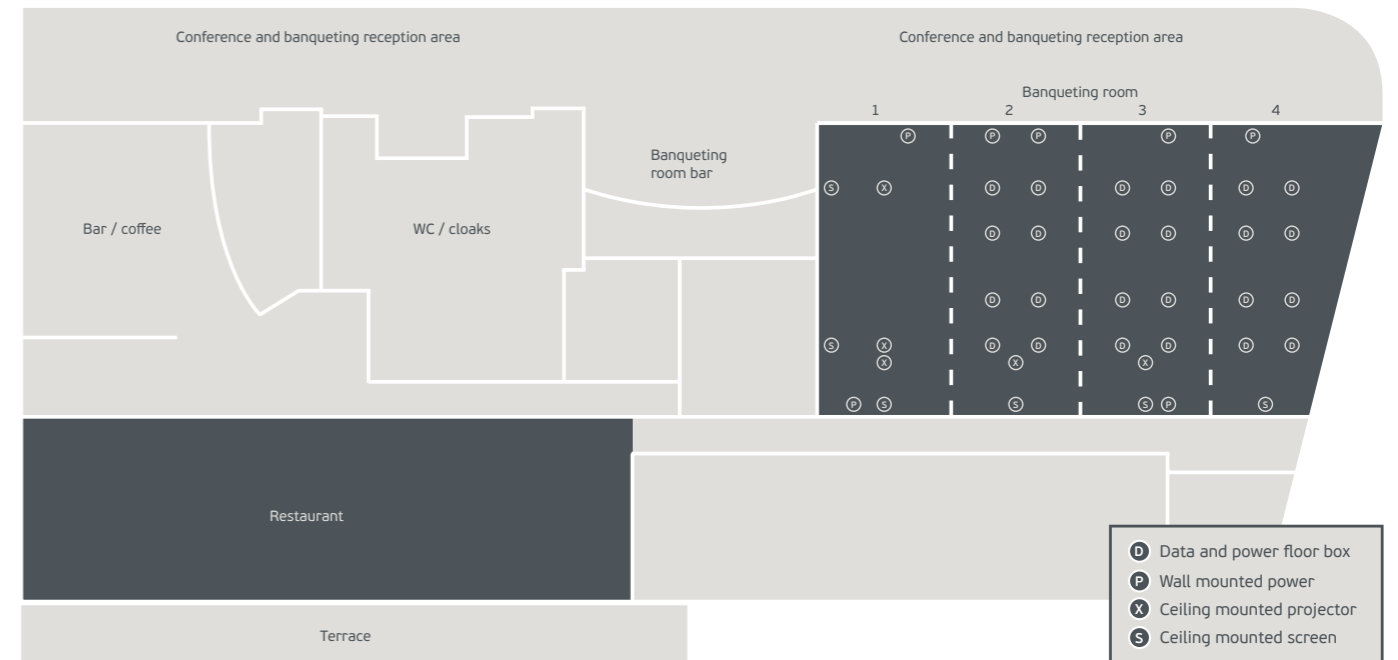 Conference and banqueting reception area
Conference and banqueting reception area
Banqueting room
1 2 3 4
P P P P P
Banqueting
room bar
S X D D D D D D
Bar / coffee
WC / cloaks
D D D D D D
D D D D D D
S X D D D D D D
X X X
P S S S P S
Restaurant
D Data and power floor box
P Wall mounted power
X Ceiling mounted projector
S Ceiling mounted screen
Terrace